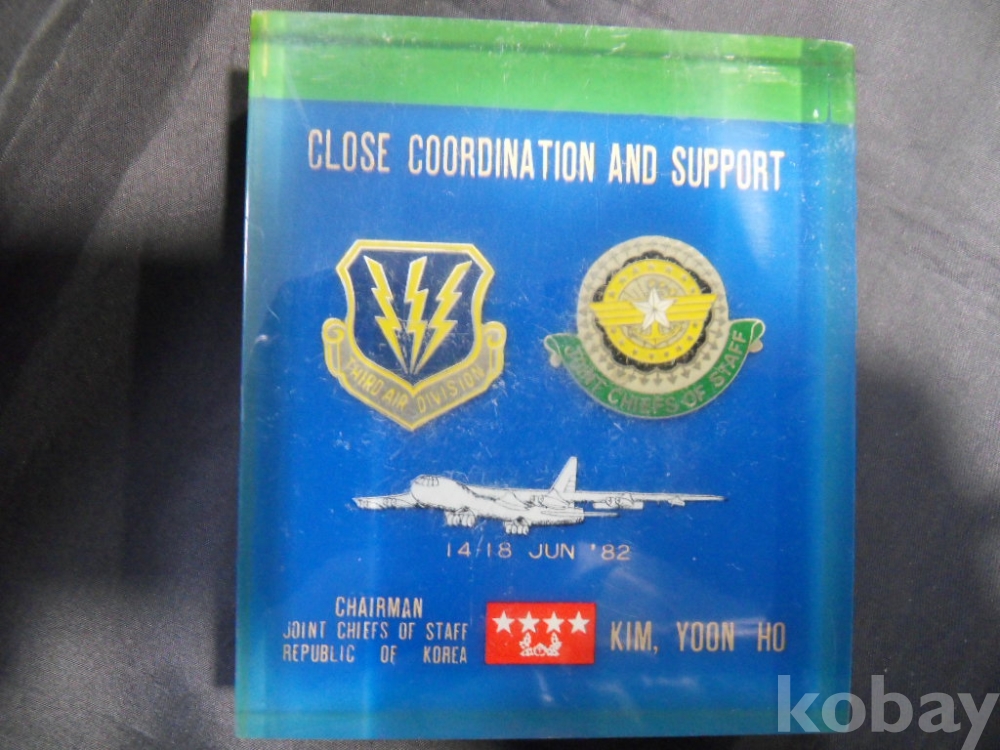 CLOSE COORDINATION AND SUPPORT
THIRD AIR DIVISION
JOINT CHIEFS OF STAFF
14-18 JUN '82
CHAIRMAN
JOINT CHIEFS OF STAFF
REPUBLIC OF KOREA
KIM, YOON HO
kobay